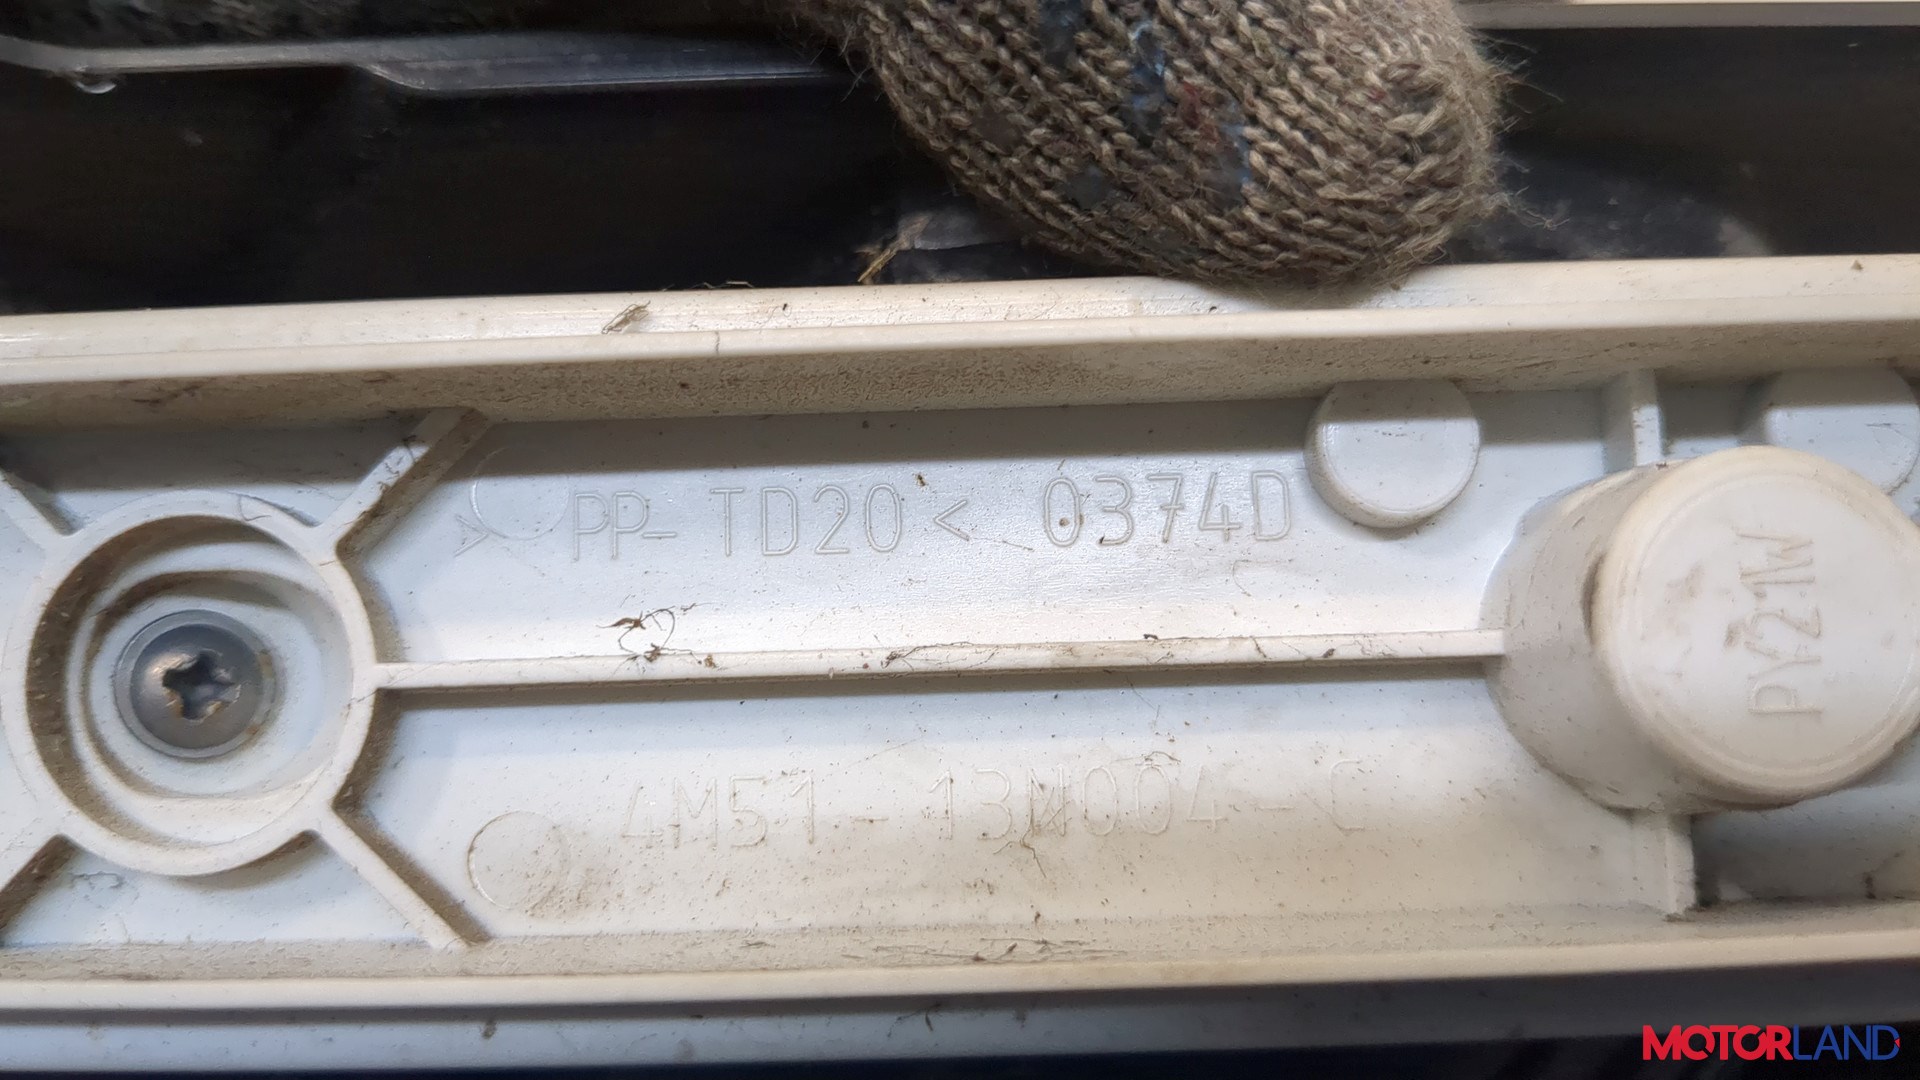 >PP-TD20< 0374D
PY21W
4M51-13N004-C
MOTORLAND